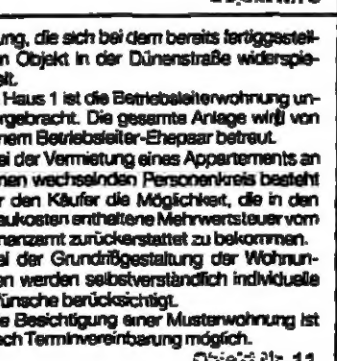 ung, die sich bei dem bereits fertiggestell-
n Objekt in der Dünenstraße widerspie-
elt.
Haus 1 ist die Betriebsleiterwohnung un-
rgebracht. Die gesamte Anlage wird von
nem Betriebsleiter-Ehepaar betreut.
ei der Vermietung eines Appartements an
nen wechselnden Personenkreis besteht
r den Käufer die Möglichkeit, die in den
aukosten enthaltene Mehrwertsteuer vom
nanzamt zurückerstattet zu bekommen.
ei der Grundrißgestaltung der Wohnun-
en werden selbstverständlich individuelle
ünsche berücksichtigt.
e Besichtigung einer Musterwohnung ist
ach Terminvereinbarung möglich.